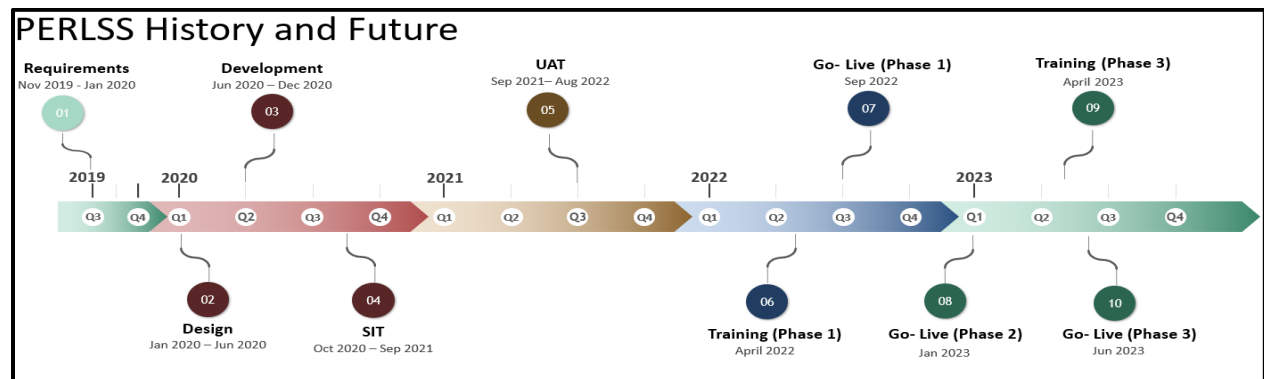 PERLSS History and Future
Requirements
Nov 2019 - Jan 2020
01
Development
Jun 2020 – Dec 2020
03
UAT
Sep 2021– Aug 2022
05
Go- Live (Phase 1)
Sep 2022
07
Training (Phase 3)
April 2023
09
2019 2020 2021 2022 2023
Q3 Q4 Q1 Q2 Q3 Q4 Q1 Q2 Q3 Q4 Q1 Q2 Q3 Q4 Q1 Q2 Q3 Q4
02
Design
Jan 2020 – Jun 2020
04
SIT
Oct 2020 – Sep 2021
06
Training (Phase 1)
April 2022
08
Go- Live (Phase 2)
Jan 2023
10
Go- Live (Phase 3)
Jun 2023